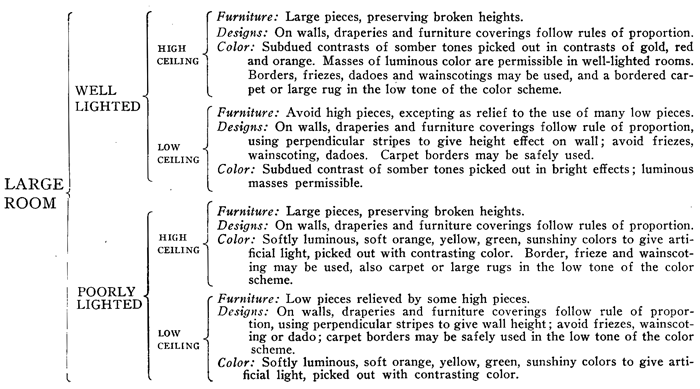 LARGE
ROOM
WELL
LIGHTED
HIGH
CEILING
Furniture: Large pieces, preserving broken heights.
Designs: On walls, draperies and furniture coverings follow rules of proportion.
Color: Subdued contrasts of somber tones picked out in contrasts of gold, red
and orange. Masses of luminous color are permissible in well-lighted rooms.
Borders, friezes, dadoes and wainscotings may be used, and a bordered car-
pet or large rug in the low tone of the color scheme.
LOW
CEILING
Furniture: Avoid high pieces, excepting as relief to the use of many low pieces.
Designs: On walls, draperies and furniture coverings follow rule of proportion,
using perpendicular stripes to give height effect on wall; avoid friezes,
wainscoting, dadoes. Carpet borders may be safely used.
Color: Subdued contrast of somber tones picked out in bright effects; luminous
masses permissible.
POORLY
LIGHTED
HIGH
CEILING
Furniture: Large pieces, preserving broken heights.
Designs: On walls, draperies and furniture coverings follow rules of proportion.
Color: Softly luminous, soft orange, yellow, green, sunshiny colors to give arti-
ficial light, picked out with contrasting color. Border, frieze and wainscot-
ing may be used, also carpet or large rugs in the low tone of the color
scheme.
LOW
CEILING
Furniture: Low pieces relieved by some high pieces.
Designs: On walls, draperies and furniture coverings follow rule of propor-
tion, using perpendicular stripes to give wall height; avoid friezes, wainscot-
ing or dado; carpet borders may be safely used in the low tone of the color
scheme.
Color: Softly luminous, soft orange, yellow, green, sunshiny colors to give arti-
ficial light, picked out with contrasting color.